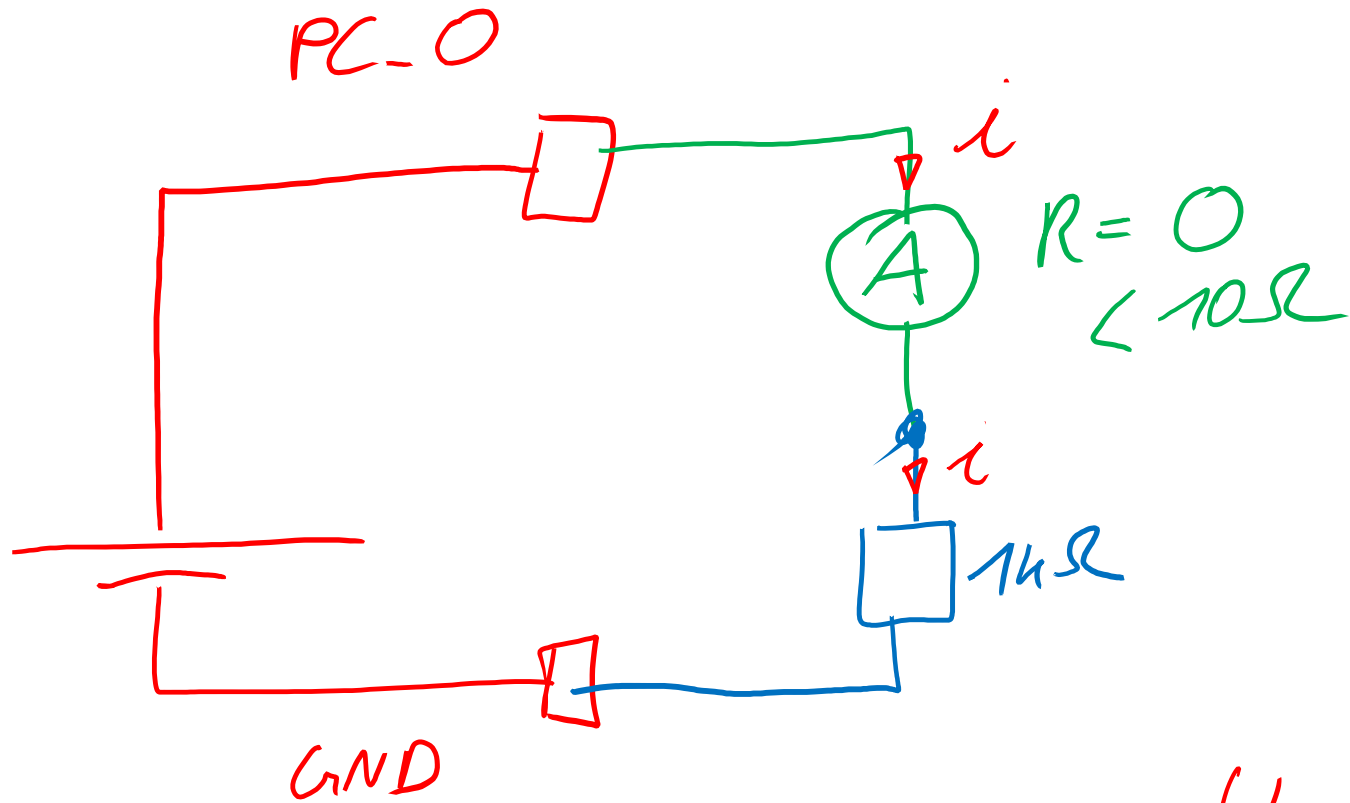 PC_0
i
A
R = 0
< 10Ω
i
1kΩ
GND